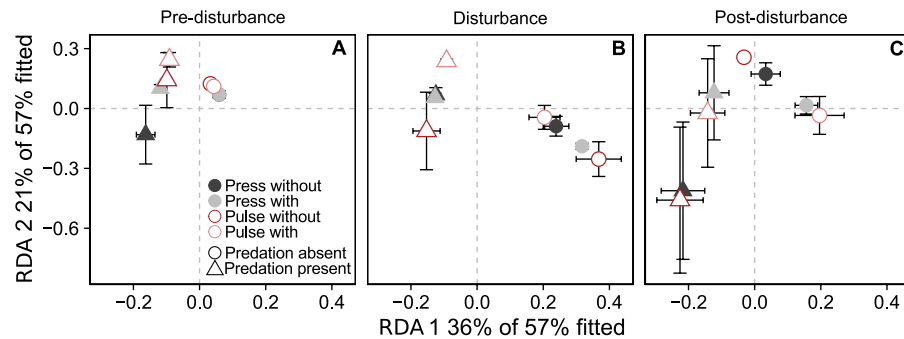 Pre-disturbance
Disturbance
Post-disturbance
A
B
C
RDA 2 21% of 57% fitted
0.3
0.0
−0.3
−0.6
Press without
Press with
Pulse without
Pulse with
Predation absent
Predation present
−0.2 0.0 0.2 0.4
−0.2 0.0 0.2 0.4
−0.2 0.0 0.2 0.4
RDA 1 36% of 57% fitted